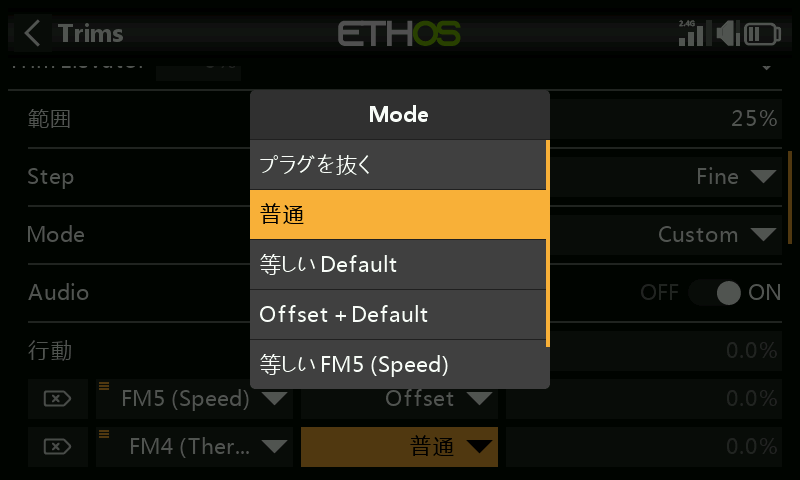 Trims
ETHOS
2.4G
Mode
範囲
25%
プラグを抜く
Step
Fine
普通
Mode
Custom
等しい Default
Audio
OFF
ON
Offset + Default
行動
0.0%
等しい FM5 (Speed)
FM5 (Speed)
Offset
0.0%
FM4 (Ther...
普通
0.0%